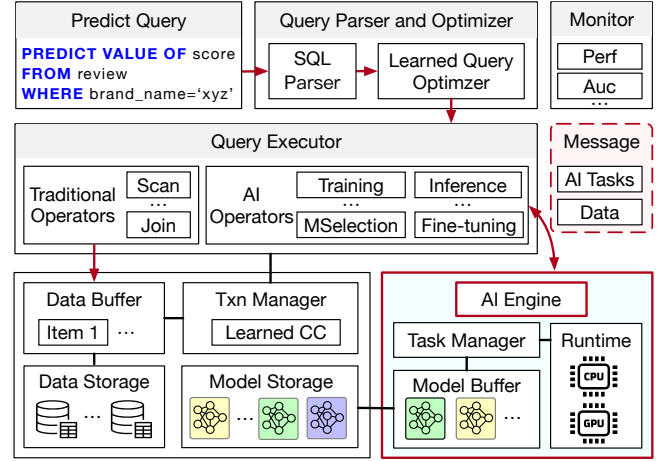 Predict Query
PREDICT VALUE OF score
FROM review
WHERE brand_name=‘xyz’
Query Parser and Optimizer
SQL
Parser
Learned Query
Optimzer
Monitor
Perf
Auc
...
Query Executor
Traditional
Operators
Scan
...
Join
AI
Operators
Training
...
MSelection
Inference
...
Fine-tuning
Message
AI Tasks
Data
Data Buffer
Item 1 ...
Txn Manager
Learned CC
Data Storage
...
Model Storage
...
AI Engine
Task Manager
Model Buffer
...
Runtime
CPU
GPU